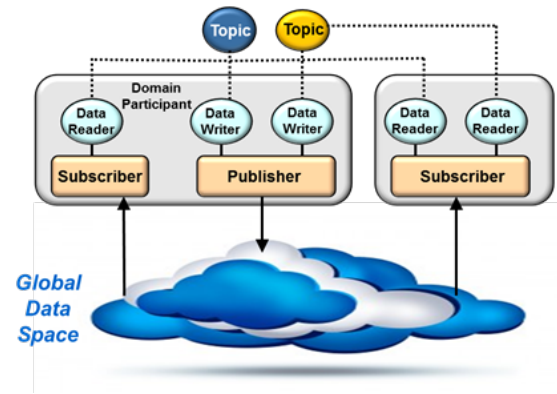 Topic
Topic
Domain
Participant
Data
Reader
Data
Writer
Data
Writer
Data
Reader
Data
Reader
Subscriber
Publisher
Subscriber
Global
Data
Space